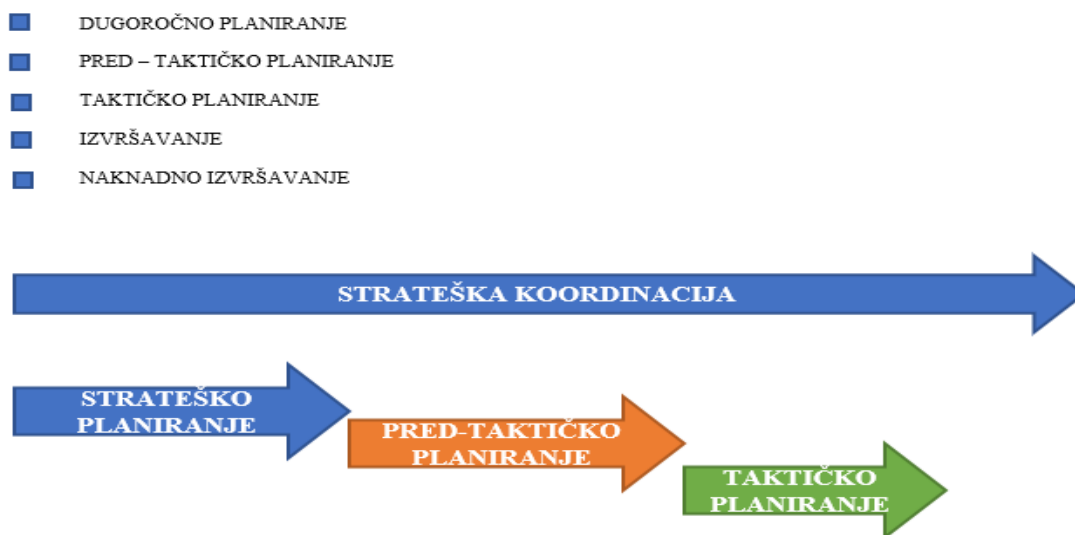 DUGOROČNO PLANIRANJE
PRED – TAKTIČKO PLANIRANJE
TAKTIČKO PLANIRANJE
IZVRŠAVANJE
NAKNADNO IZVRŠAVANJE
STRATEŠKA KOORDINACIJA
STRATEŠKO
PLANIRANJE
PRED-TAKTIČKO
PLANIRANJE
TAKTIČKO
PLANIRANJE